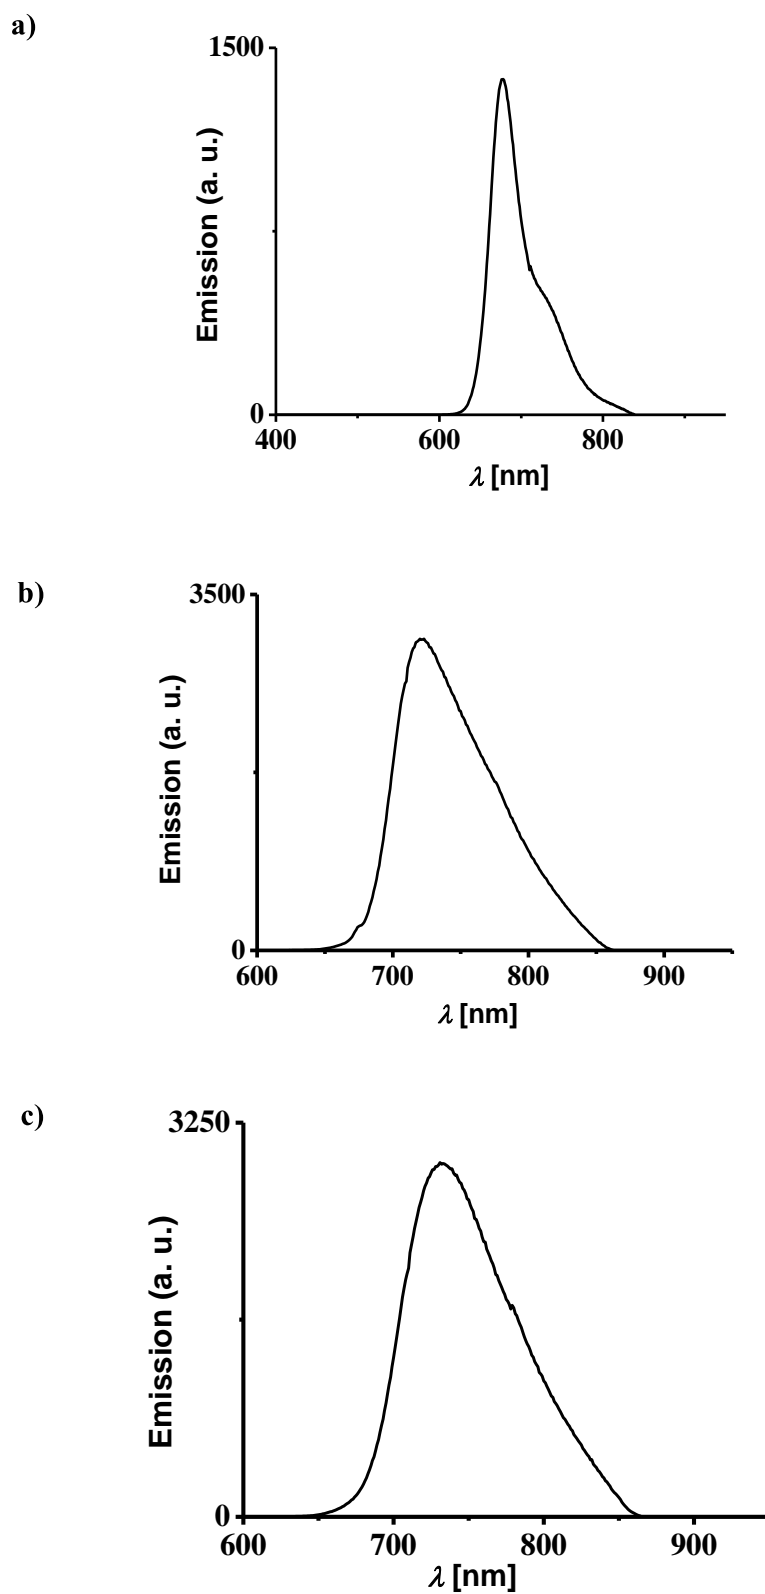 a)
1500
Emission (a. u.)
0
400 600 800
λ [nm]
b)
3500
Emission (a. u.)
0
600 700 800 900
λ [nm]
c)
3250
Emission (a. u.)
0
600 700 800 900
λ [nm]